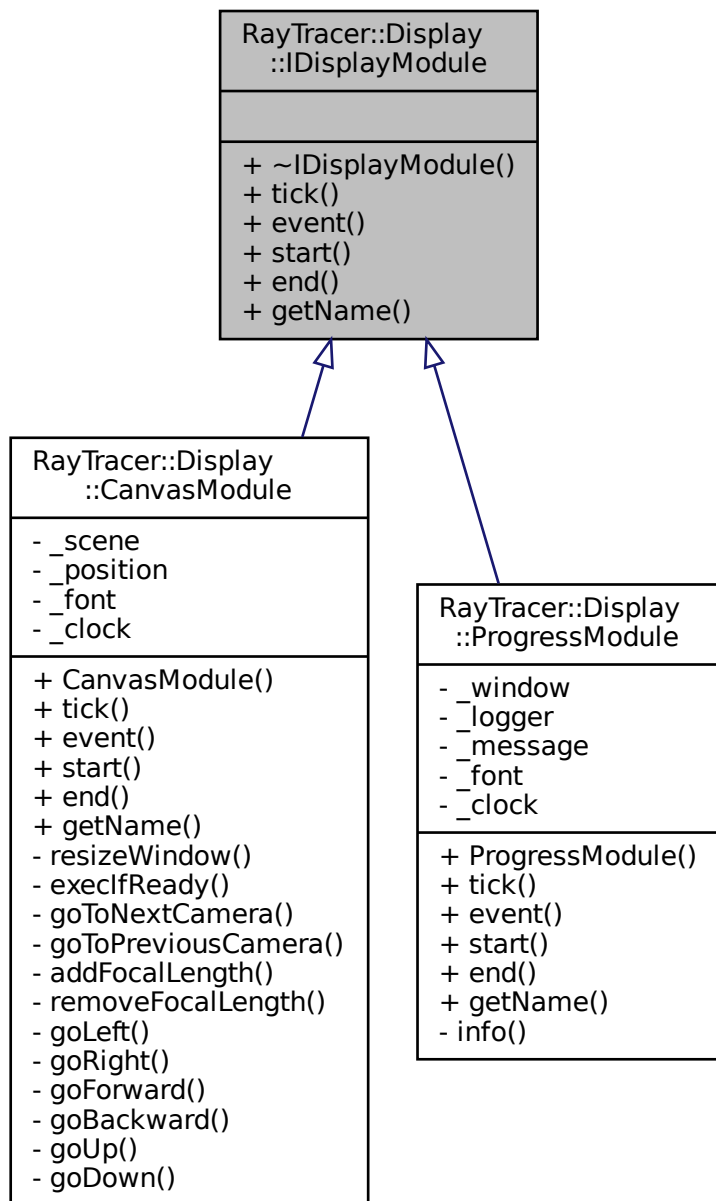 RayTracer::Display
::IDisplayModule
+ ~IDisplayModule()
+ tick()
+ event()
+ start()
+ end()
+ getName()
RayTracer::Display
::CanvasModule
- _scene
- _position
- _font
- _clock
+ CanvasModule()
+ tick()
+ event()
+ start()
+ end()
+ getName()
- resizeWindow()
- execIfReady()
- goToNextCamera()
- goToPreviousCamera()
- addFocalLength()
- removeFocalLength()
- goLeft()
- goRight()
- goForward()
- goBackward()
- goUp()
- goDown()
RayTracer::Display
::ProgressModule
- _window
- _logger
- _message
- _font
- _clock
+ ProgressModule()
+ tick()
+ event()
+ start()
+ end()
+ getName()
- info()